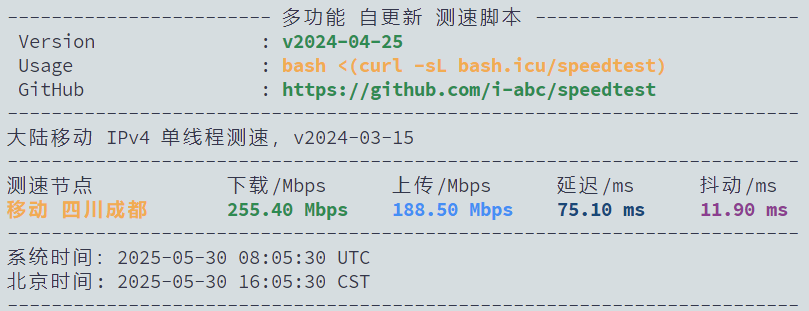 ------------------------ 多功能 自更新 测速脚本 ------------------------
Version : v2024-04-25
Usage : bash <(curl -sL bash.icu/speedtest)
GitHub : https://github.com/i-abc/speedtest
------------------------------------------------------------------------
大陆移动 IPv4 单线程测速, v2024-03-15
------------------------------------------------------------------------
测速节点 下载/Mbps 上传/Mbps 延迟/ms 抖动/ms
移动 四川成都 255.40 Mbps 188.50 Mbps 75.10 ms 11.90 ms
------------------------------------------------------------------------
系统时间: 2025-05-30 08:05:30 UTC
北京时间: 2025-05-30 16:05:30 CST
------------------------------------------------------------------------